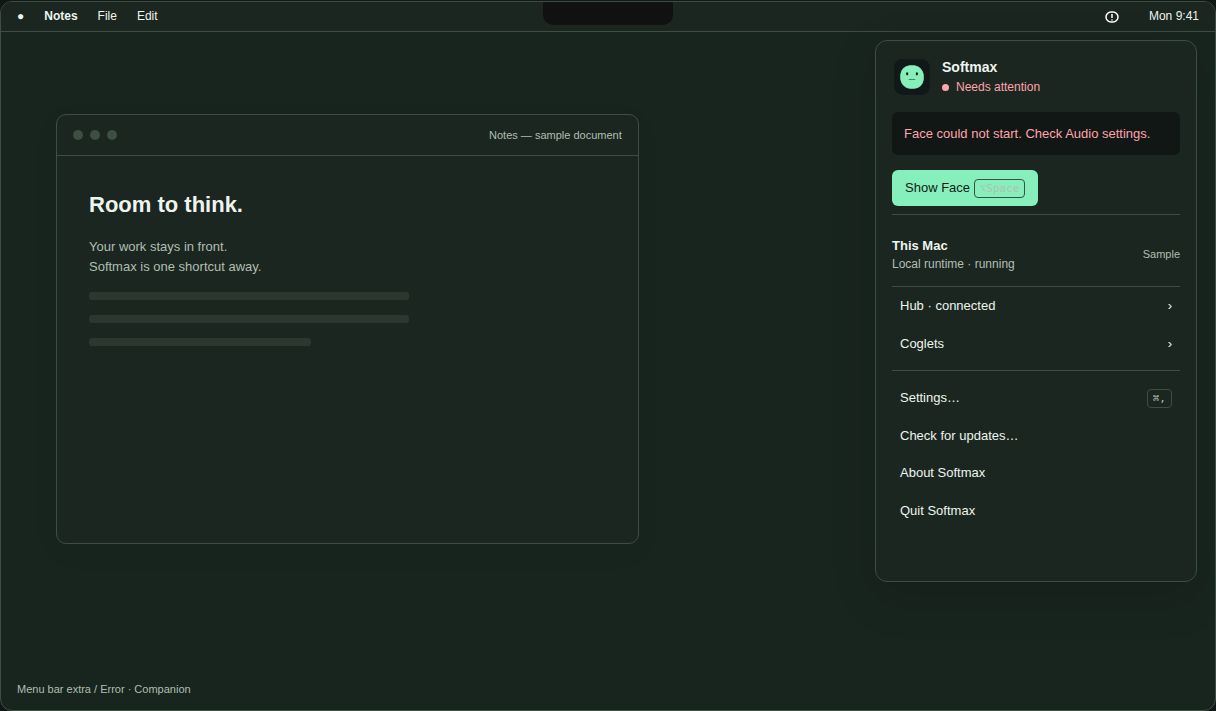 Notes File Edit
Mon 9:41
Notes — sample document
Room to think.
Your work stays in front.
Softmax is one shortcut away.
Softmax
Needs attention
Face could not start. Check Audio settings.
Show Face ⌥Space
This Mac
Local runtime · running
Sample
Hub · connected ›
Coglets ›
Settings… ⌘,
Check for updates…
About Softmax
Quit Softmax
Menu bar extra / Error · Companion